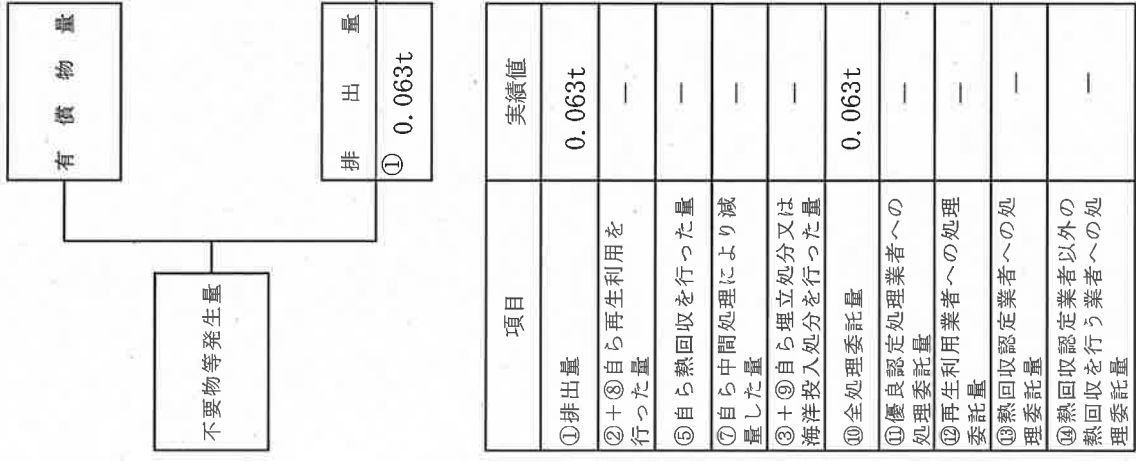 不要物等発生量
有償物量
排出量
① 0.063t
項目 実績値
①排出量 0.063t
②＋⑧自ら再生利用を
行った量 －
⑤自ら熱回収を行った量 －
⑦自ら中間処理により減
量した量 －
③＋⑨自ら埋立処分又は
海洋投入処分を行った量 －
⑩全処理委託量 0.063t
⑪優良認定処理業者への
処理委託量 －
⑫再生利用業者への処理
委託量 －
⑬熱回収認定業者への処
理委託量 －
⑭熱回収認定業者以外の
熱回収を行う業者への処
理委託量 －